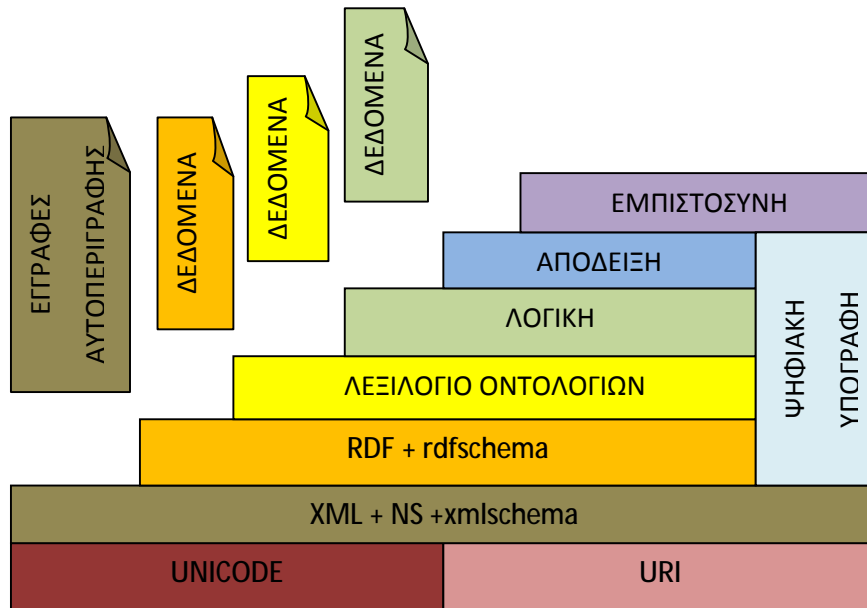 ΕΓΓΡΑΦΕΣ
ΑΥΤΟΠΕΡΙΓΡΑΦΗΣ
ΔΕΔΟΜΕΝΑ
ΔΕΔΟΜΕΝΑ
ΔΕΔΟΜΕΝΑ
ΕΜΠΙΣΤΟΣΥΝΗ
ΑΠΟΔΕΙΞΗ
ΛΟΓΙΚΗ
ΨΗΦΙΑΚΗ
ΥΠΟΓΡΑΦΗ
ΛΕΞΙΛΟΓΙΟ ΟΝΤΟΛΟΓΙΩΝ
RDF + rdfschema
XML + NS +xmlschema
UNICODE
URI